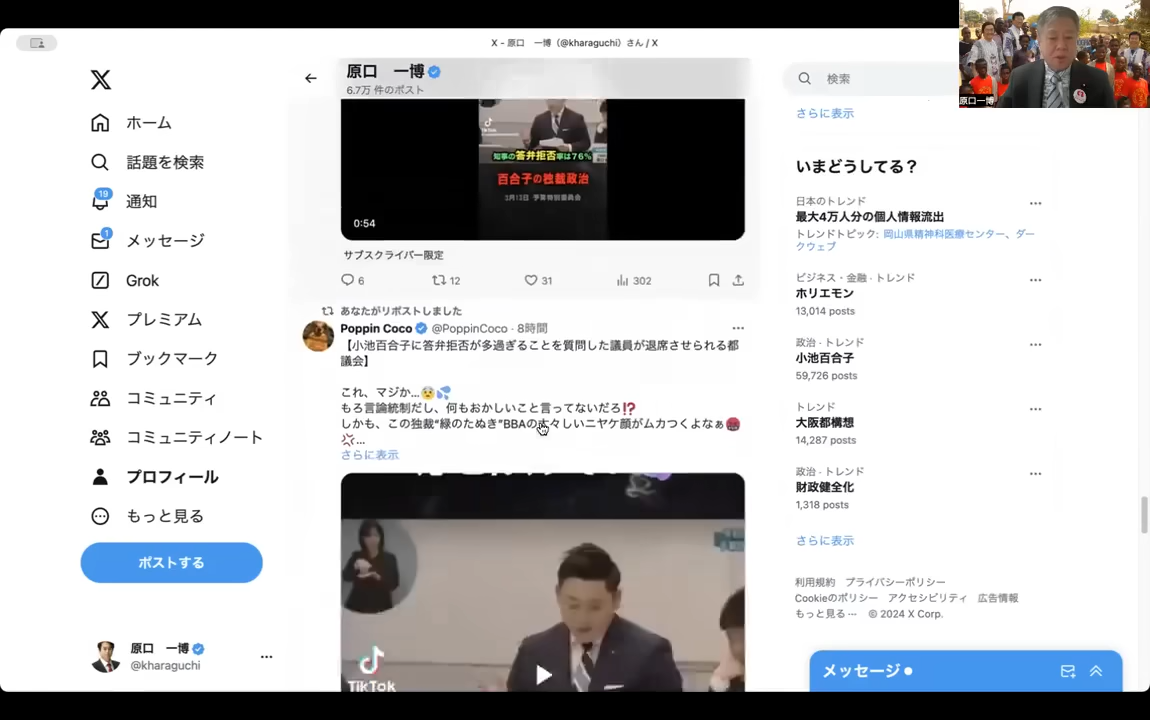 X - 原口　一博（@kharaguchi）さん / X
原口一博
ホーム
話題を検索
19
通知
1
メッセージ
Grok
プレミアム
ブックマーク
コミュニティ
コミュニティノート
プロフィール
もっと見る
ポストする
原口　一博
@kharaguchi
原口　一博
6.7万 件のポスト
TikTok
知事の答弁拒否率は76%
百合子の独裁政治
3月13日 予算特別委員会
0:54
サブスクライバー限定
6
12
31
302
あなたがリポストしました
Poppin Coco @PoppinCoco · 8時間
【小池百合子に答弁拒否が多過ぎることを質問した議員が退席させられる都
議会】
これ、マジか...😨💦
もろ言論統制だし、何もおかしいこと言ってないだろ⁉️
しかも、この独裁“緑のたぬき”BBAの太々しいニヤケ顔がムカつくよなぁ🤬
💢...
さらに表示
TikTok
検索
さらに表示
いまどうしてる？
日本のトレンド
最大4万人分の個人情報流出
トレンドトピック: 岡山県精神科医療センター、ダー
クウェブ
ビジネス・金融 · トレンド
ホリエモン
13,014 posts
政治 · トレンド
小池百合子
59,726 posts
トレンド
大阪都構想
14,287 posts
政治 · トレンド
財政健全化
1,318 posts
さらに表示
利用規約　プライバシーポリシー
Cookieのポリシー　アクセシビリティ　広告情報
もっと見る ···　© 2024 X Corp.
メッセージ